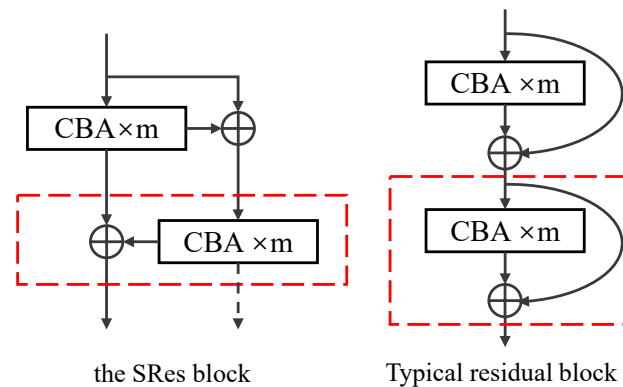 CBA×m
CBA ×m
the SRes block
CBA ×m
CBA ×m
Typical residual block